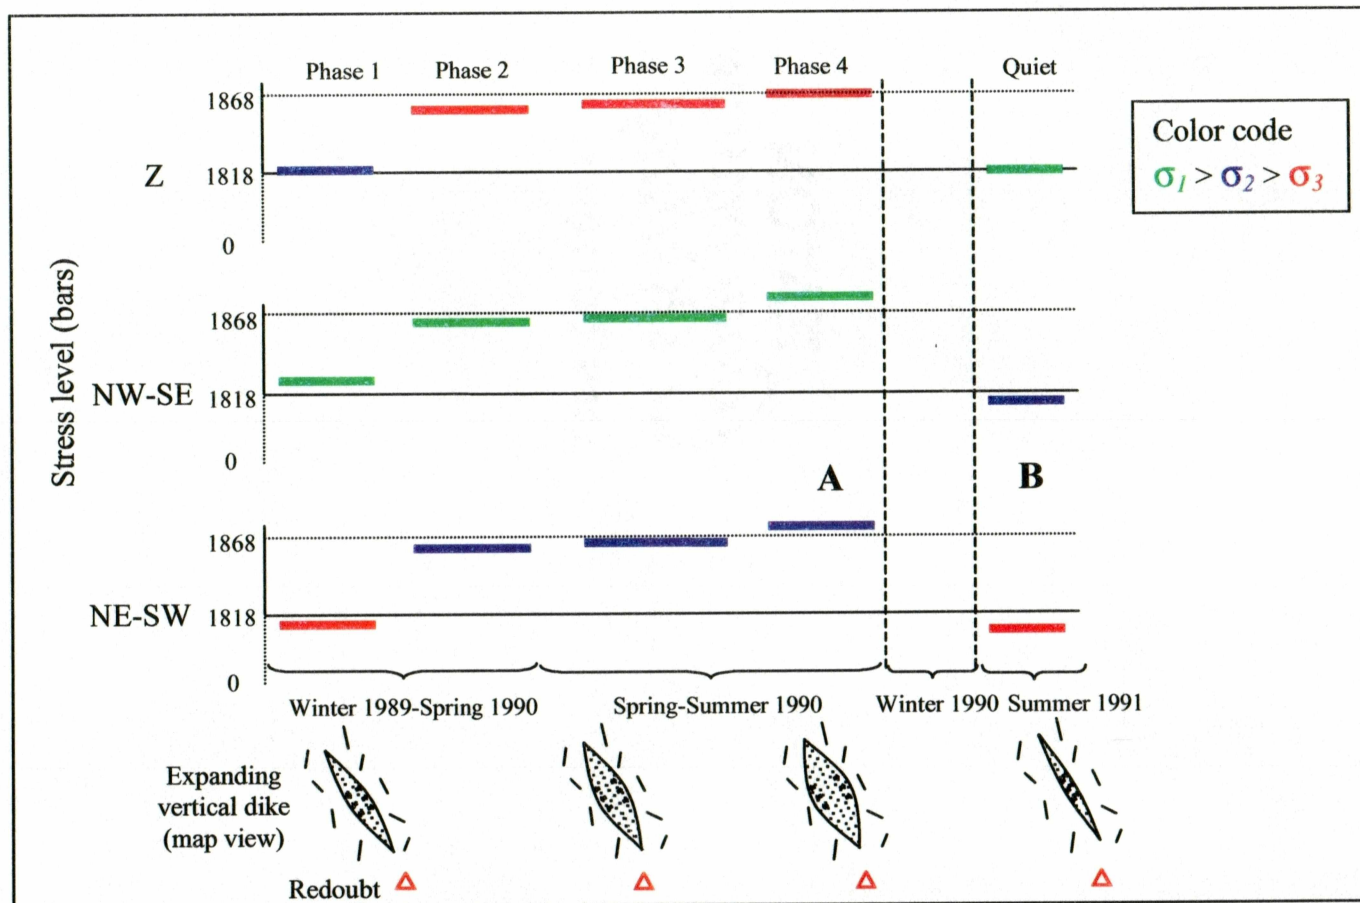 Phase 1 Phase 2 Phase 3 Phase 4 Quiet
1868
Z 1818
0
Color code
σ1 > σ2 > σ3
Stress level (bars)
1868
NW-SE 1818
0
A B
1868
NE-SW 1818
0
Winter 1989-Spring 1990 Spring-Summer 1990 Winter 1990 Summer 1991
Expanding
vertical dike
(map view)
Redoubt